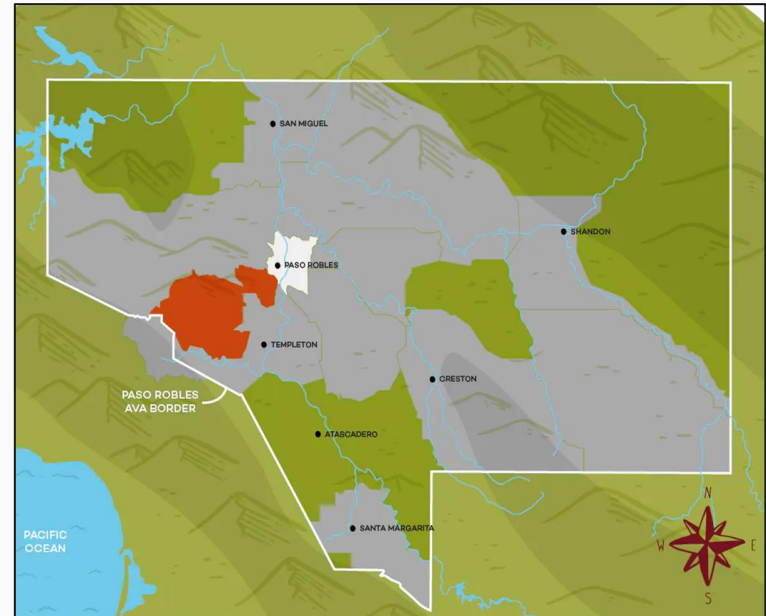 SAN MIGUEL
SHANDON
PASO ROBLES
TEMPLETON
CRESTON
PASO ROBLES
AVA BORDER
ATASCADERO
SANTA MARGARITA
PACIFIC
OCEAN
N
W
E
S